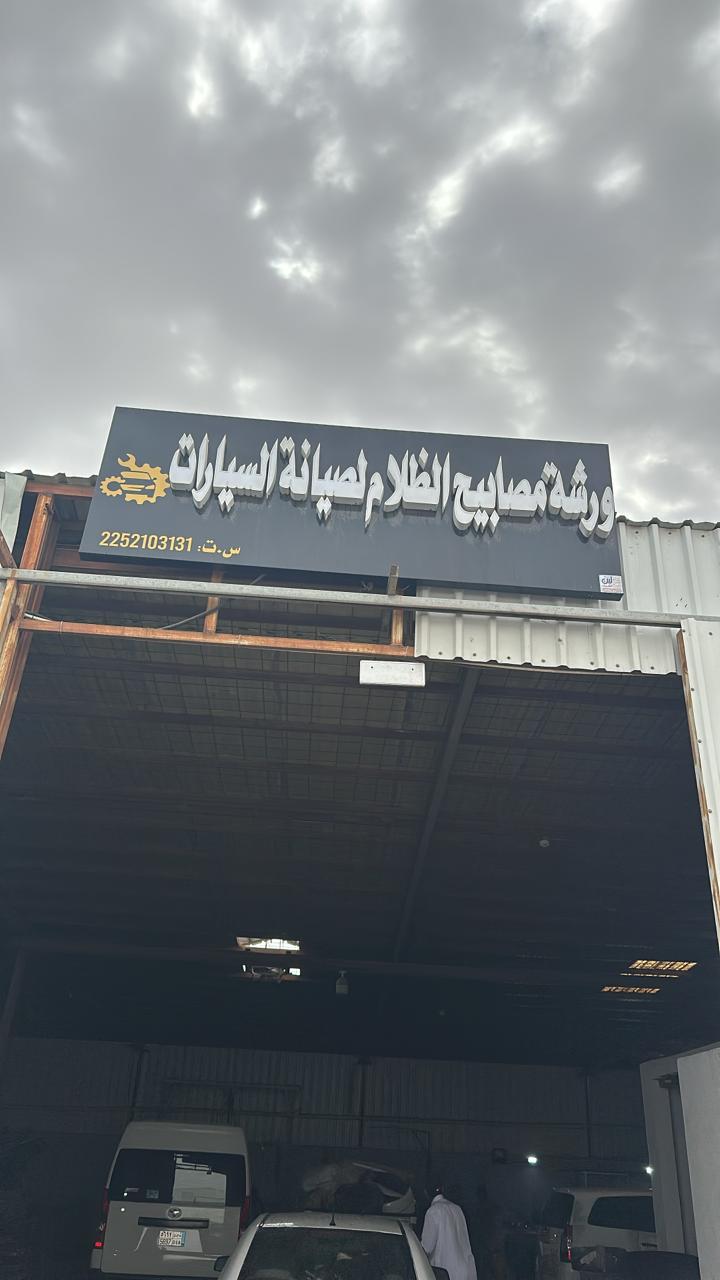 ورشة مصابيح الظلام لصيانة السيارات
س.ت: 2252103131